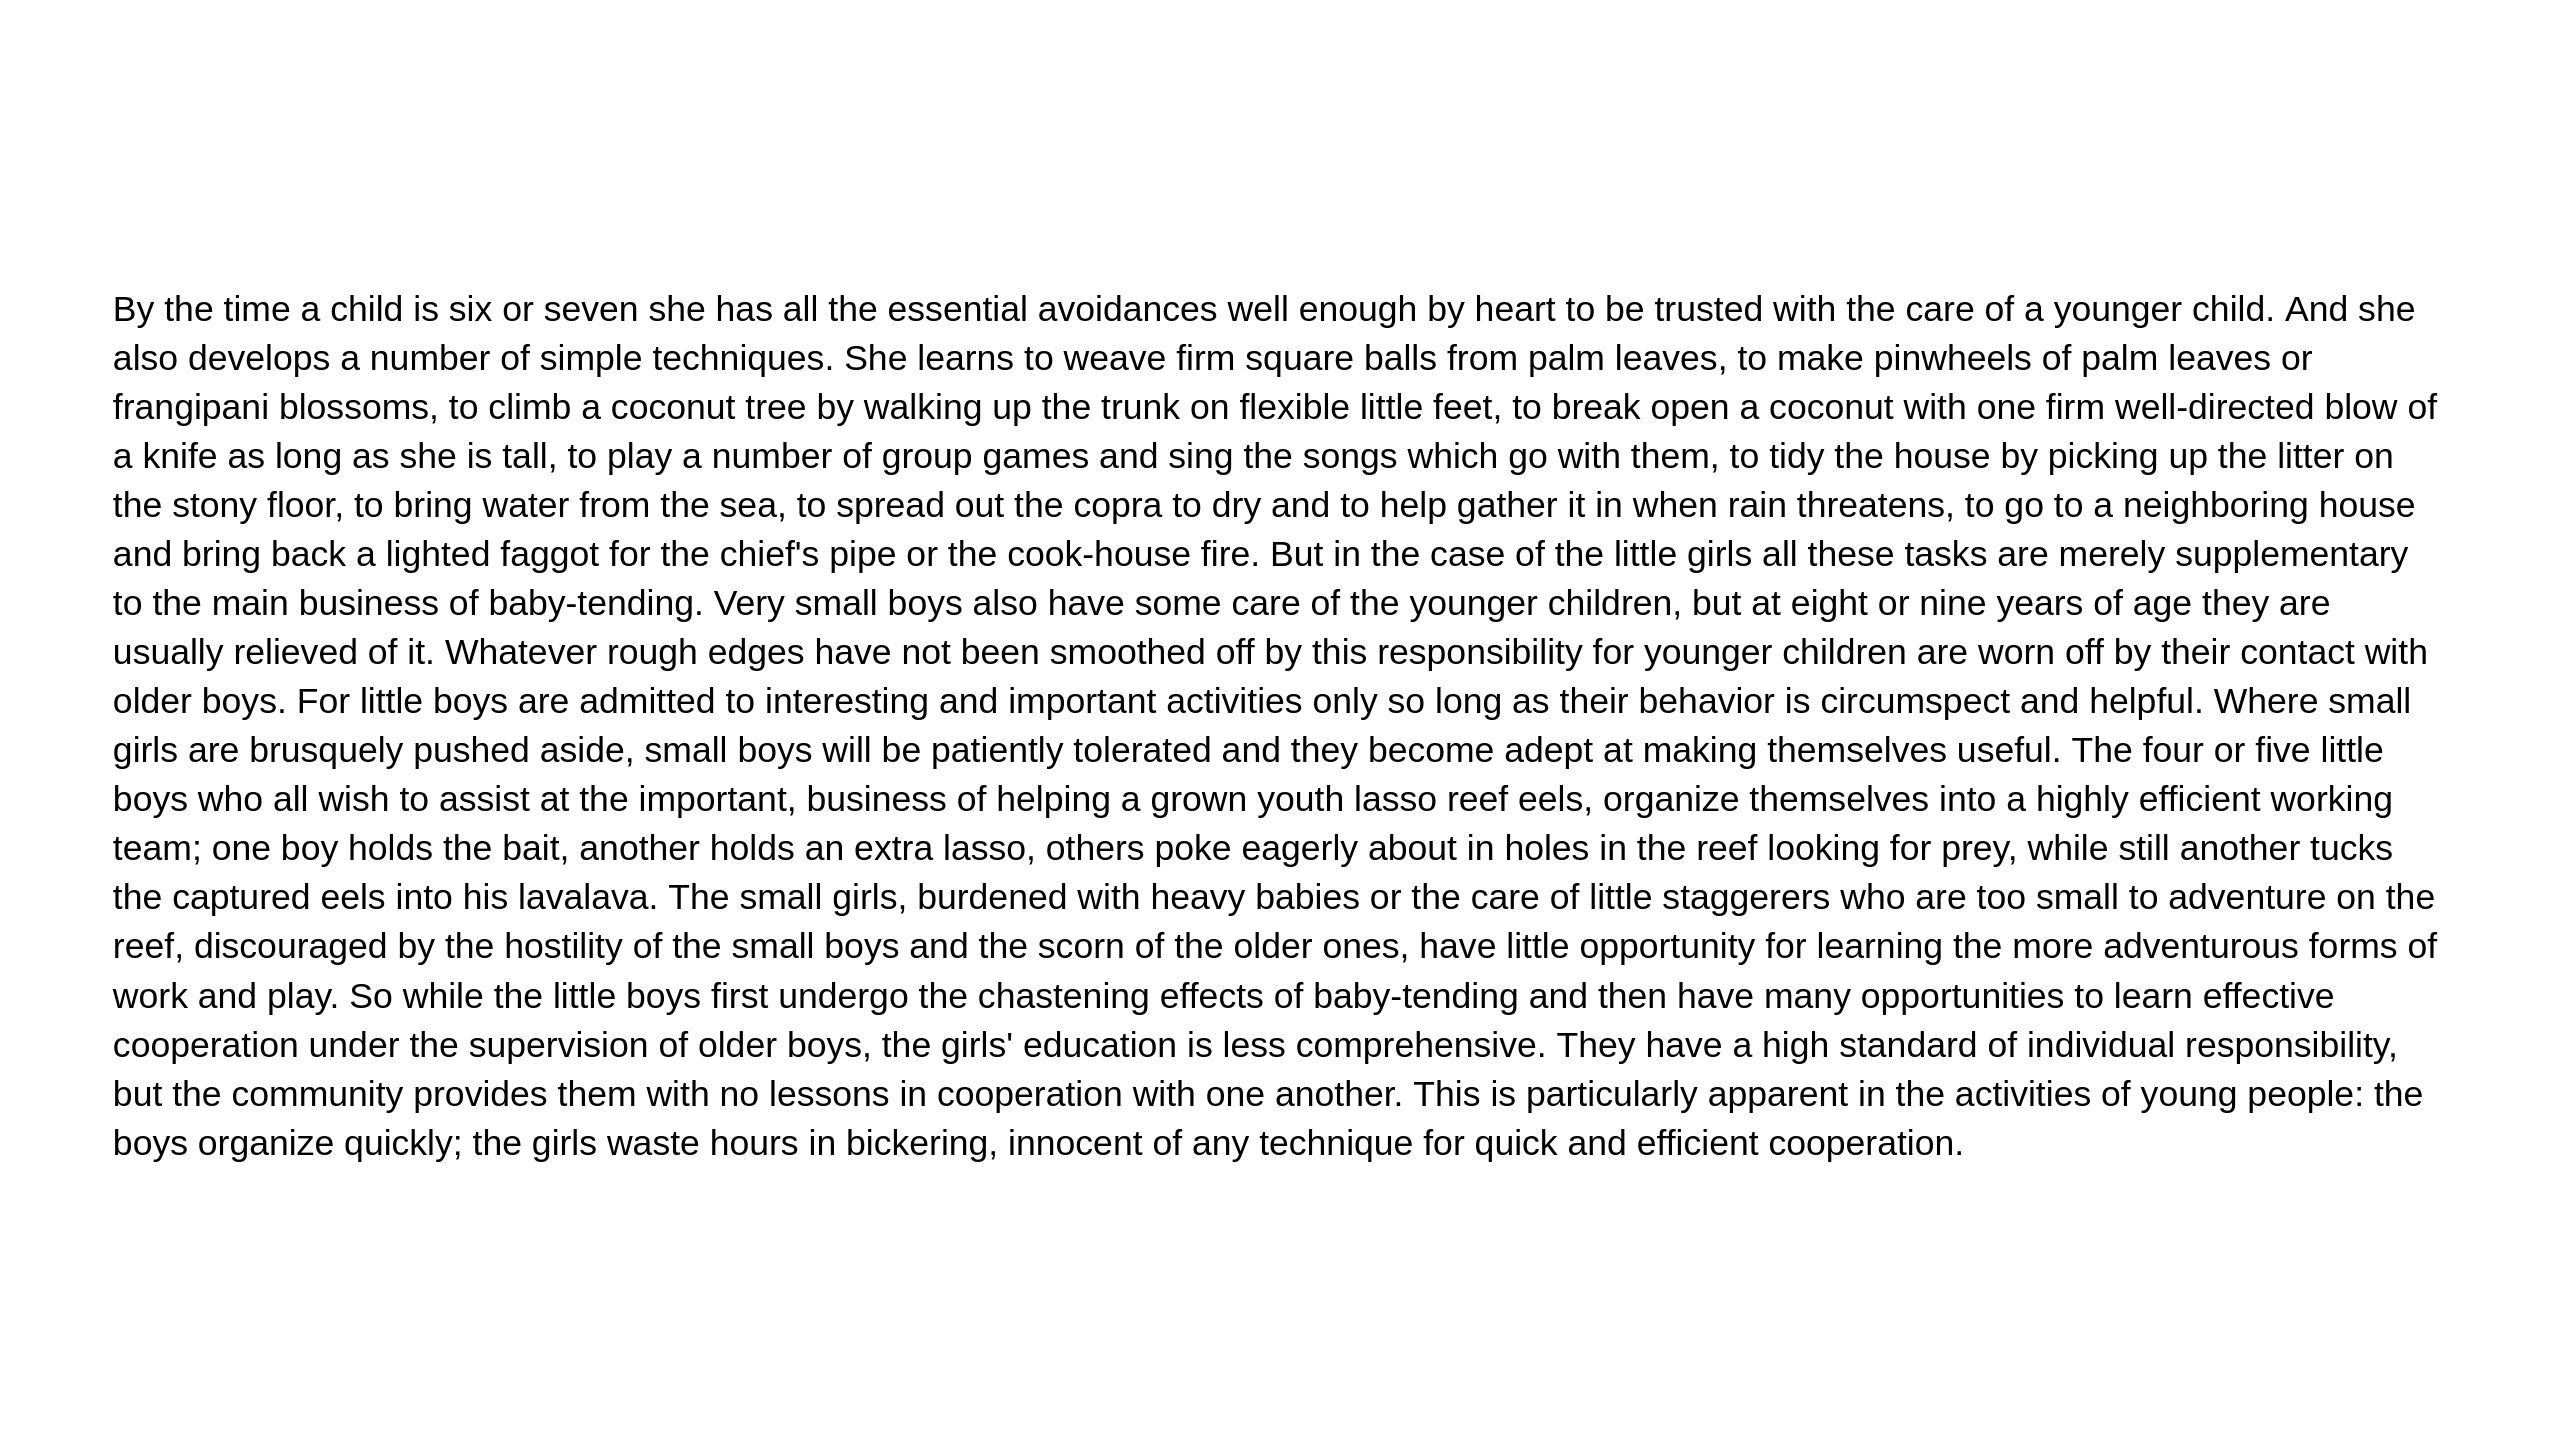 By the time a child is six or seven she has all the essential avoidances well enough by heart to be trusted with the care of a younger child. And she
also develops a number of simple techniques. She learns to weave firm square balls from palm leaves, to make pinwheels of palm leaves or
frangipani blossoms, to climb a coconut tree by walking up the trunk on flexible little feet, to break open a coconut with one firm well-directed blow of
a knife as long as she is tall, to play a number of group games and sing the songs which go with them, to tidy the house by picking up the litter on
the stony floor, to bring water from the sea, to spread out the copra to dry and to help gather it in when rain threatens, to go to a neighboring house
and bring back a lighted faggot for the chief's pipe or the cook-house fire. But in the case of the little girls all these tasks are merely supplementary
to the main business of baby-tending. Very small boys also have some care of the younger children, but at eight or nine years of age they are
usually relieved of it. Whatever rough edges have not been smoothed off by this responsibility for younger children are worn off by their contact with
older boys. For little boys are admitted to interesting and important activities only so long as their behavior is circumspect and helpful. Where small
girls are brusquely pushed aside, small boys will be patiently tolerated and they become adept at making themselves useful. The four or five little
boys who all wish to assist at the important, business of helping a grown youth lasso reef eels, organize themselves into a highly efficient working
team; one boy holds the bait, another holds an extra lasso, others poke eagerly about in holes in the reef looking for prey, while still another tucks
the captured eels into his lavalava. The small girls, burdened with heavy babies or the care of little staggerers who are too small to adventure on the
reef, discouraged by the hostility of the small boys and the scorn of the older ones, have little opportunity for learning the more adventurous forms of
work and play. So while the little boys first undergo the chastening effects of baby-tending and then have many opportunities to learn effective
cooperation under the supervision of older boys, the girls' education is less comprehensive. They have a high standard of individual responsibility,
but the community provides them with no lessons in cooperation with one another. This is particularly apparent in the activities of young people: the
boys organize quickly; the girls waste hours in bickering, innocent of any technique for quick and efficient cooperation.